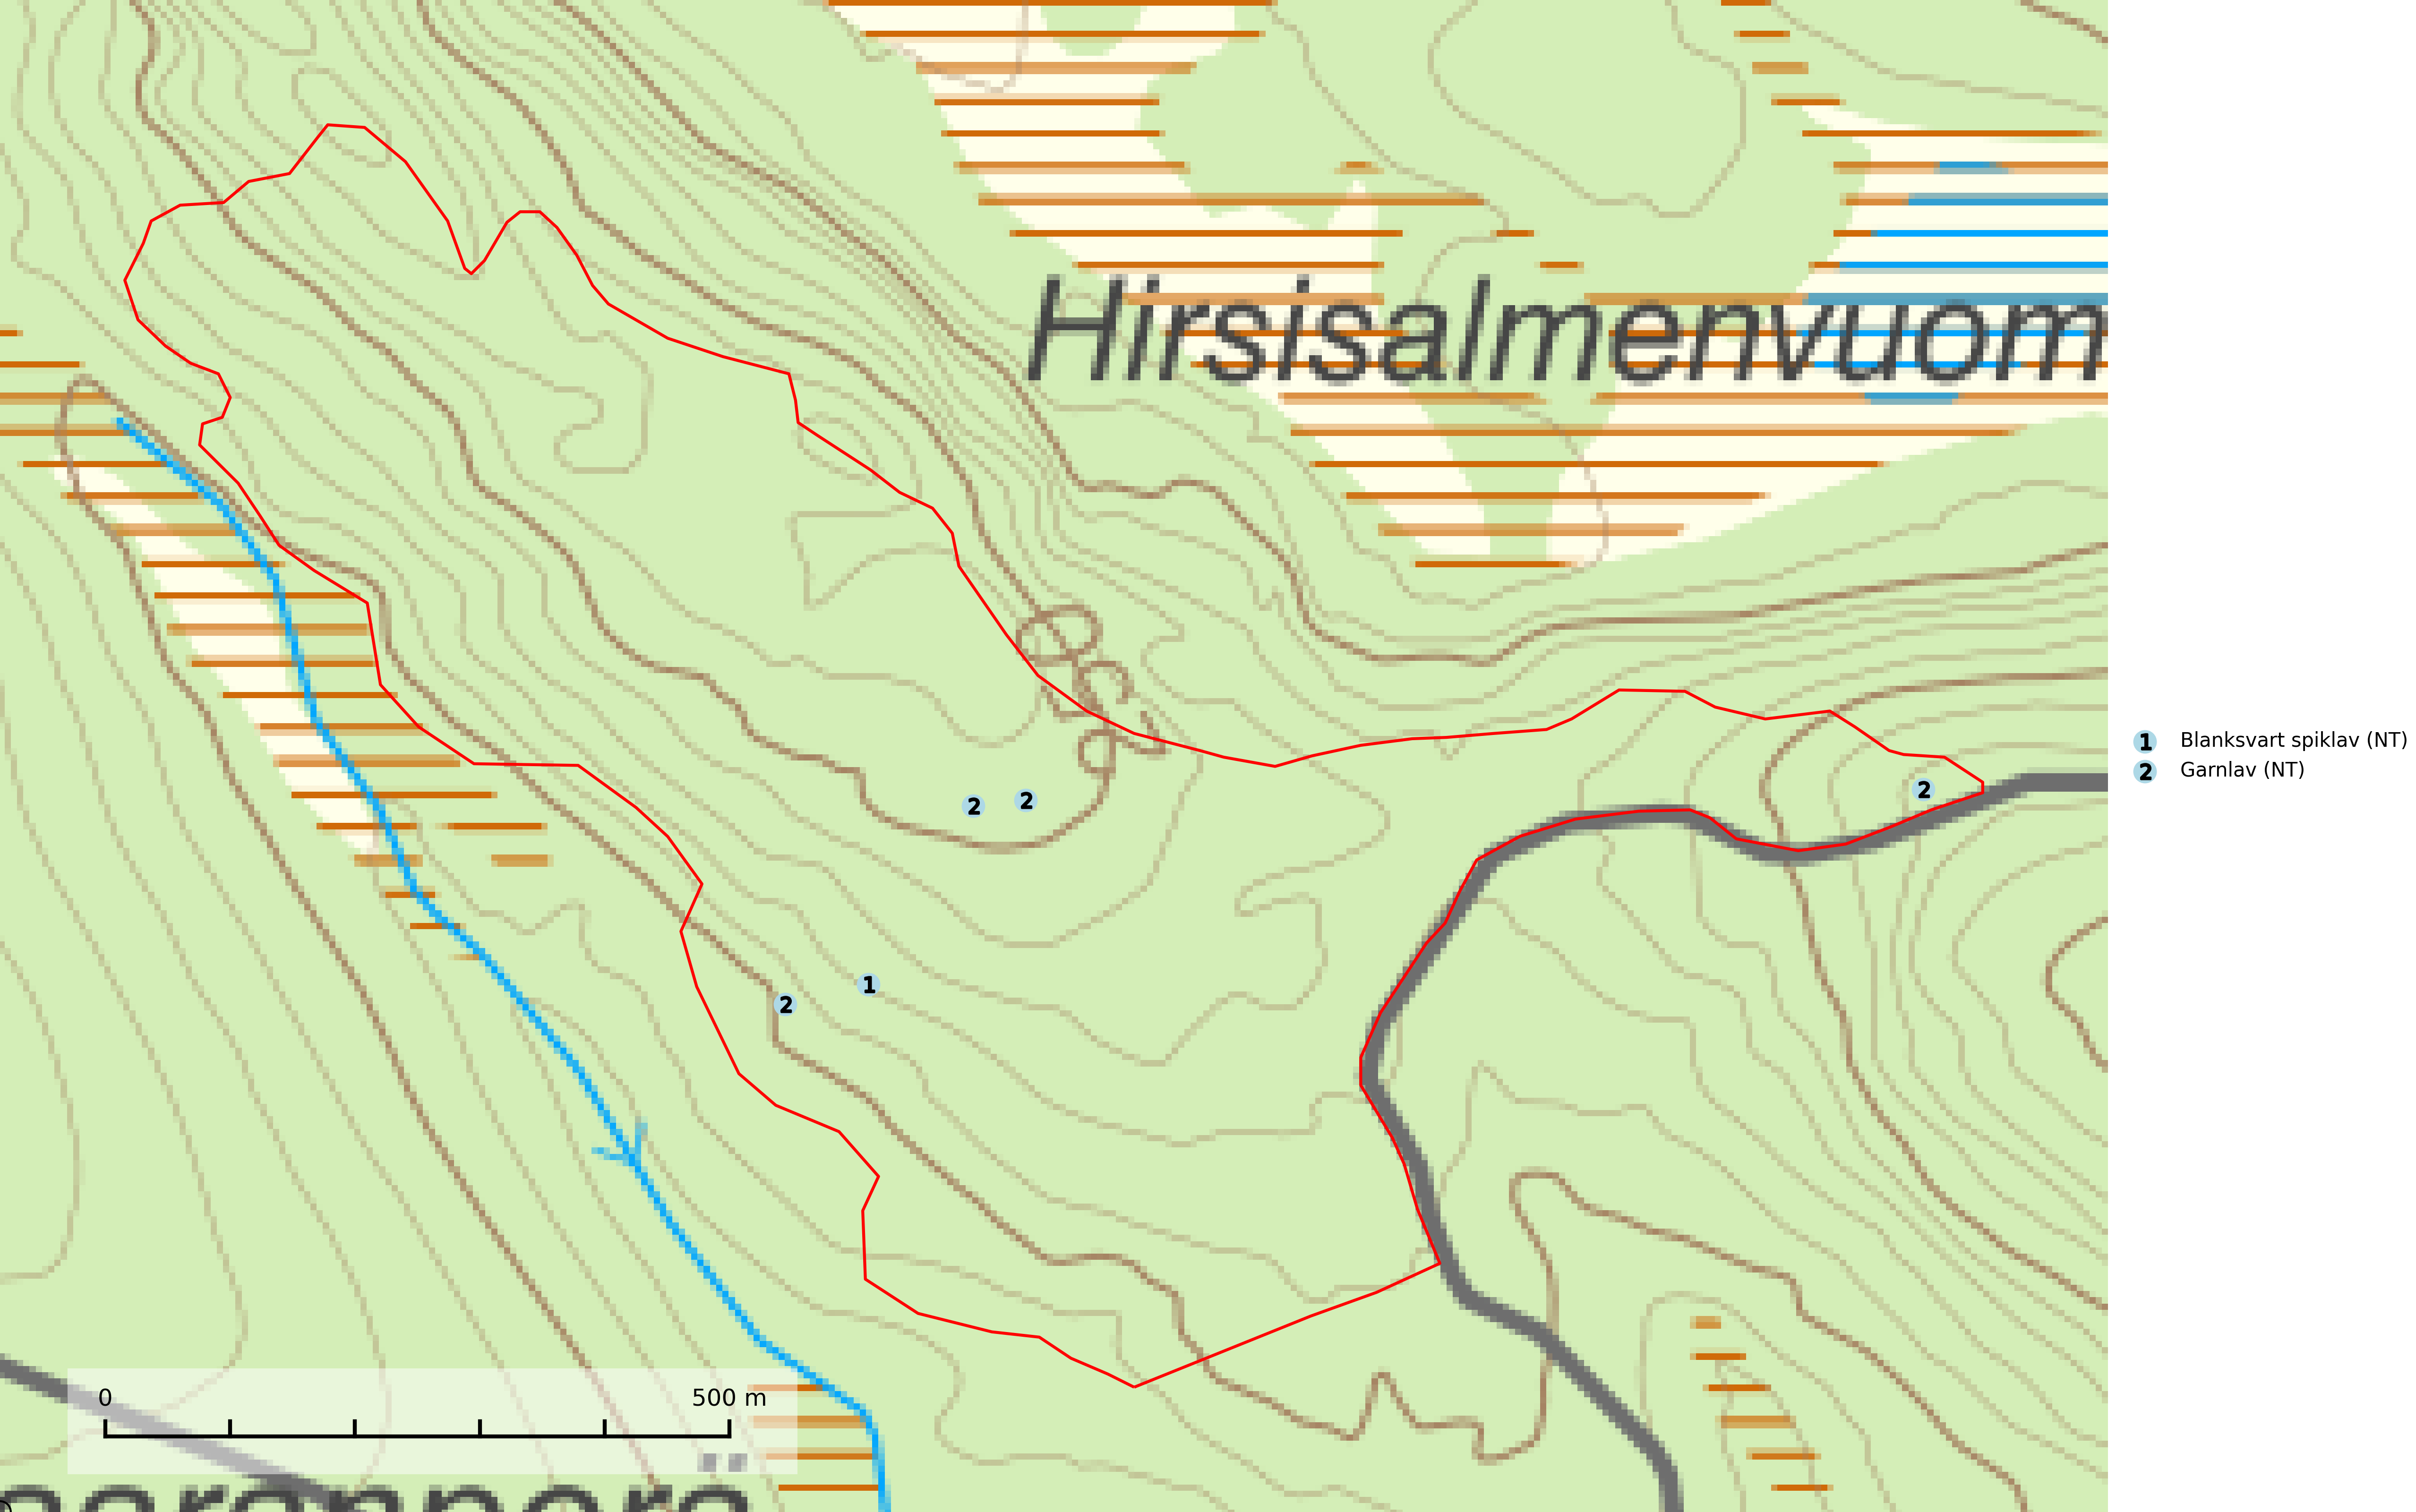 Hirsisalmenvuom
2 2
2
1
2
1 Blanksvart spiklav (NT)
2 Garnlav (NT)
0 500 m